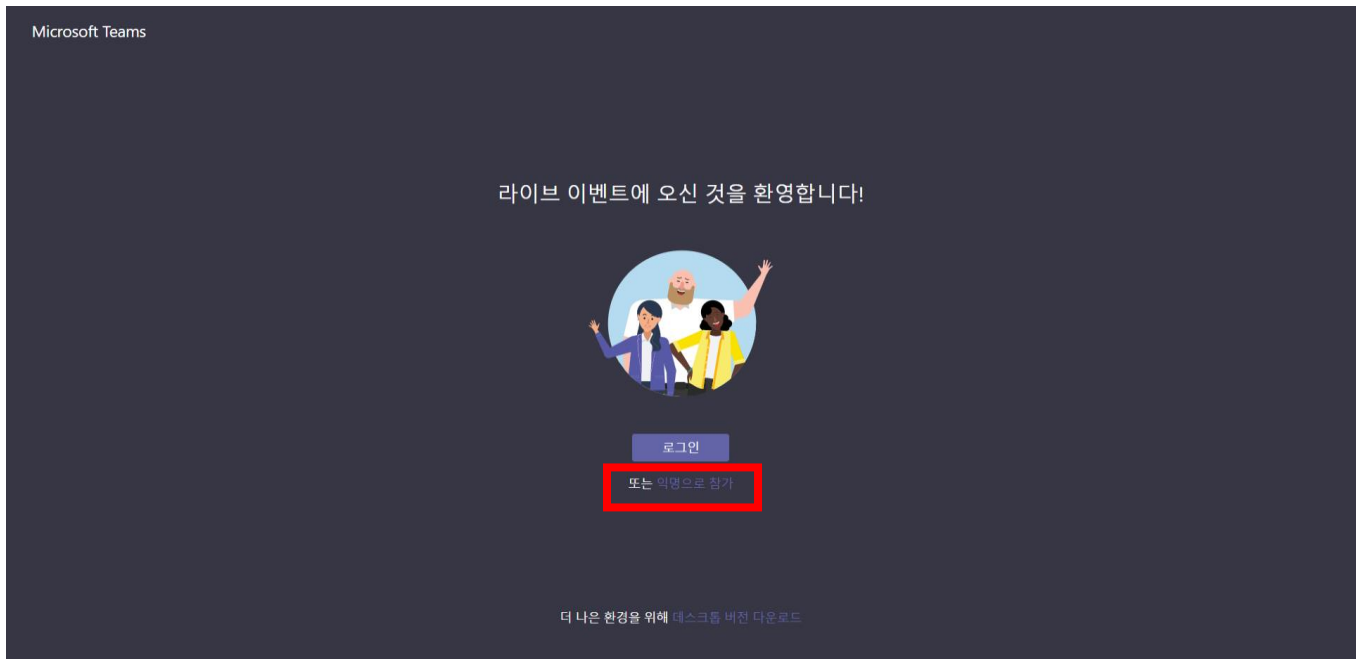 Microsoft Teams
라이브 이벤트에 오신 것을 환영합니다!
로그인
또는 익명으로 참가
더 나은 환경을 위해 데스크톱 버전 다운로드